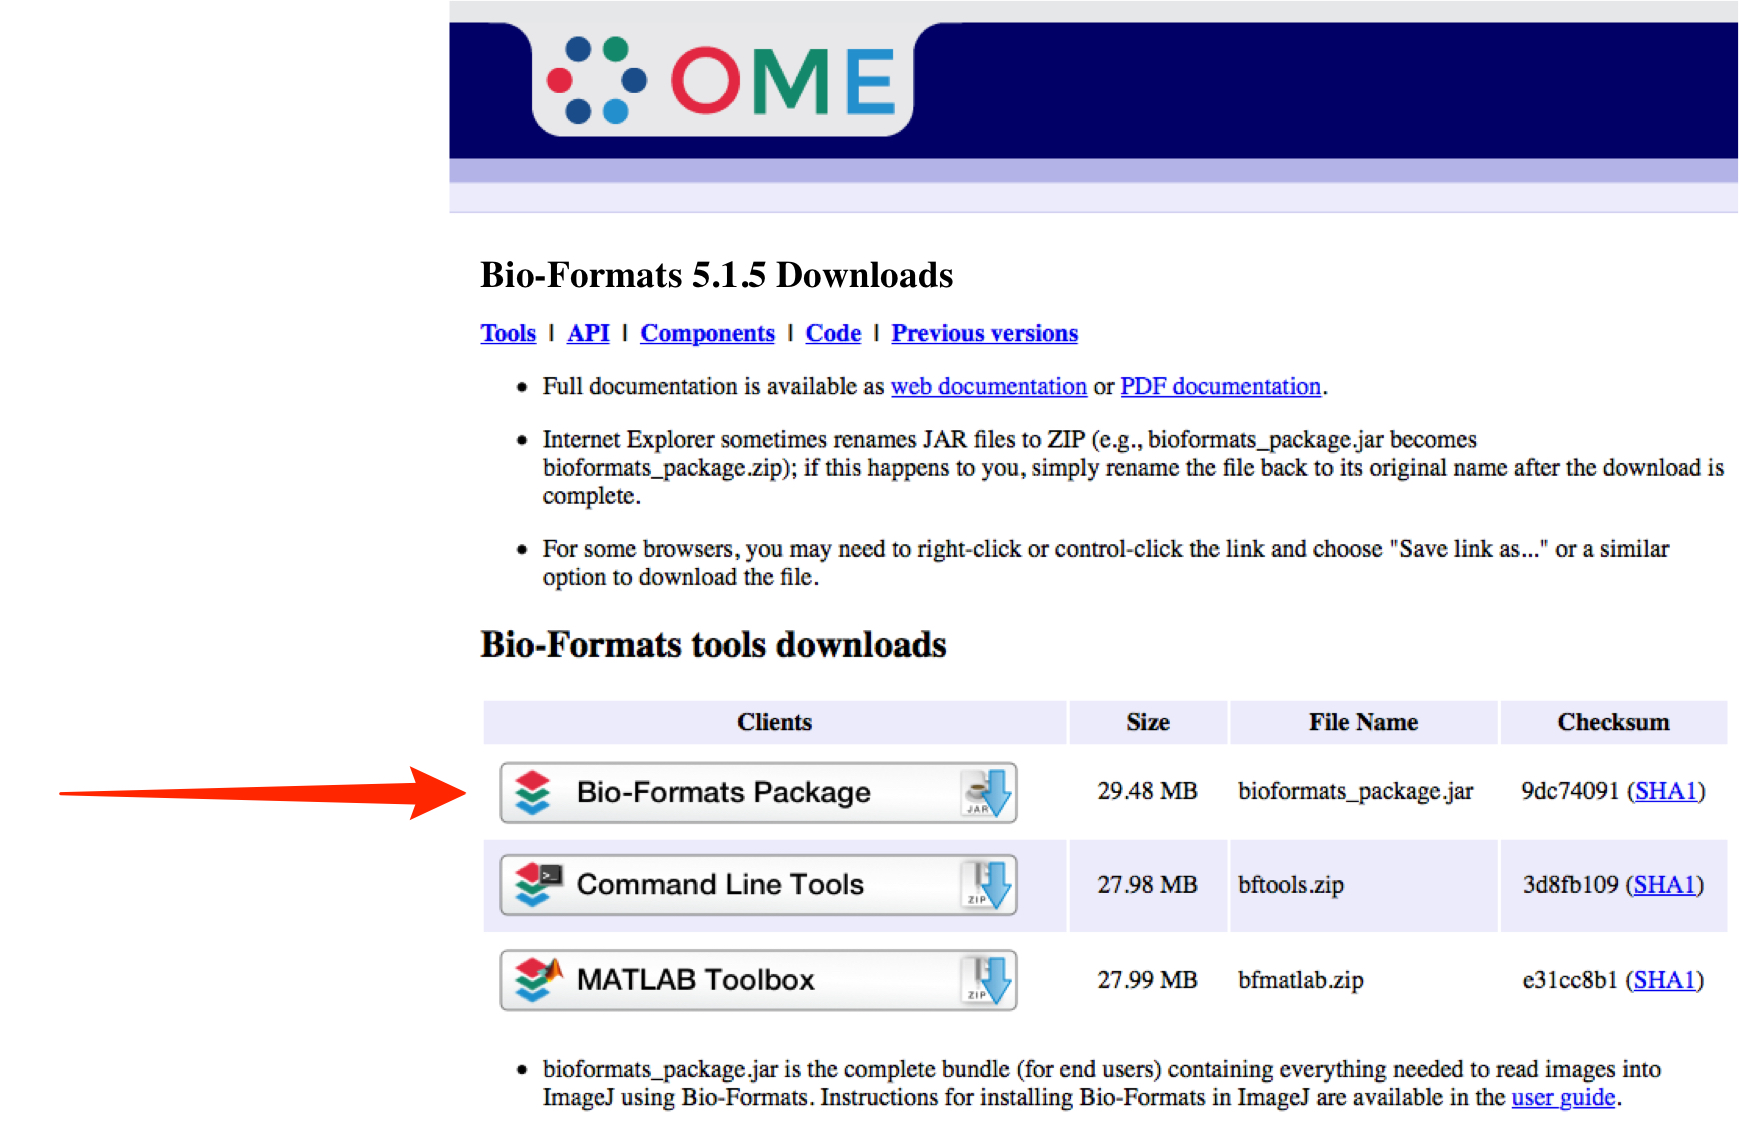 OME
Bio-Formats 5.1.5 Downloads
Tools | API | Components | Code | Previous versions
• Full documentation is available as web documentation or PDF documentation.
• Internet Explorer sometimes renames JAR files to ZIP (e.g., bioformats_package.jar becomes
bioformats_package.zip); if this happens to you, simply rename the file back to its original name after the download is
complete.
• For some browsers, you may need to right-click or control-click the link and choose "Save link as..." or a similar
option to download the file.
Bio-Formats tools downloads
Clients Size File Name Checksum
Bio-Formats Package JAR 29.48 MB bioformats_package.jar 9dc74091 (SHA1)
>_ Command Line Tools ZIP 27.98 MB bftools.zip 3d8fb109 (SHA1)
MATLAB Toolbox ZIP 27.99 MB bfmatlab.zip e31cc8b1 (SHA1)
• bioformats_package.jar is the complete bundle (for end users) containing everything needed to read images into
ImageJ using Bio-Formats. Instructions for installing Bio-Formats in ImageJ are available in the user guide.